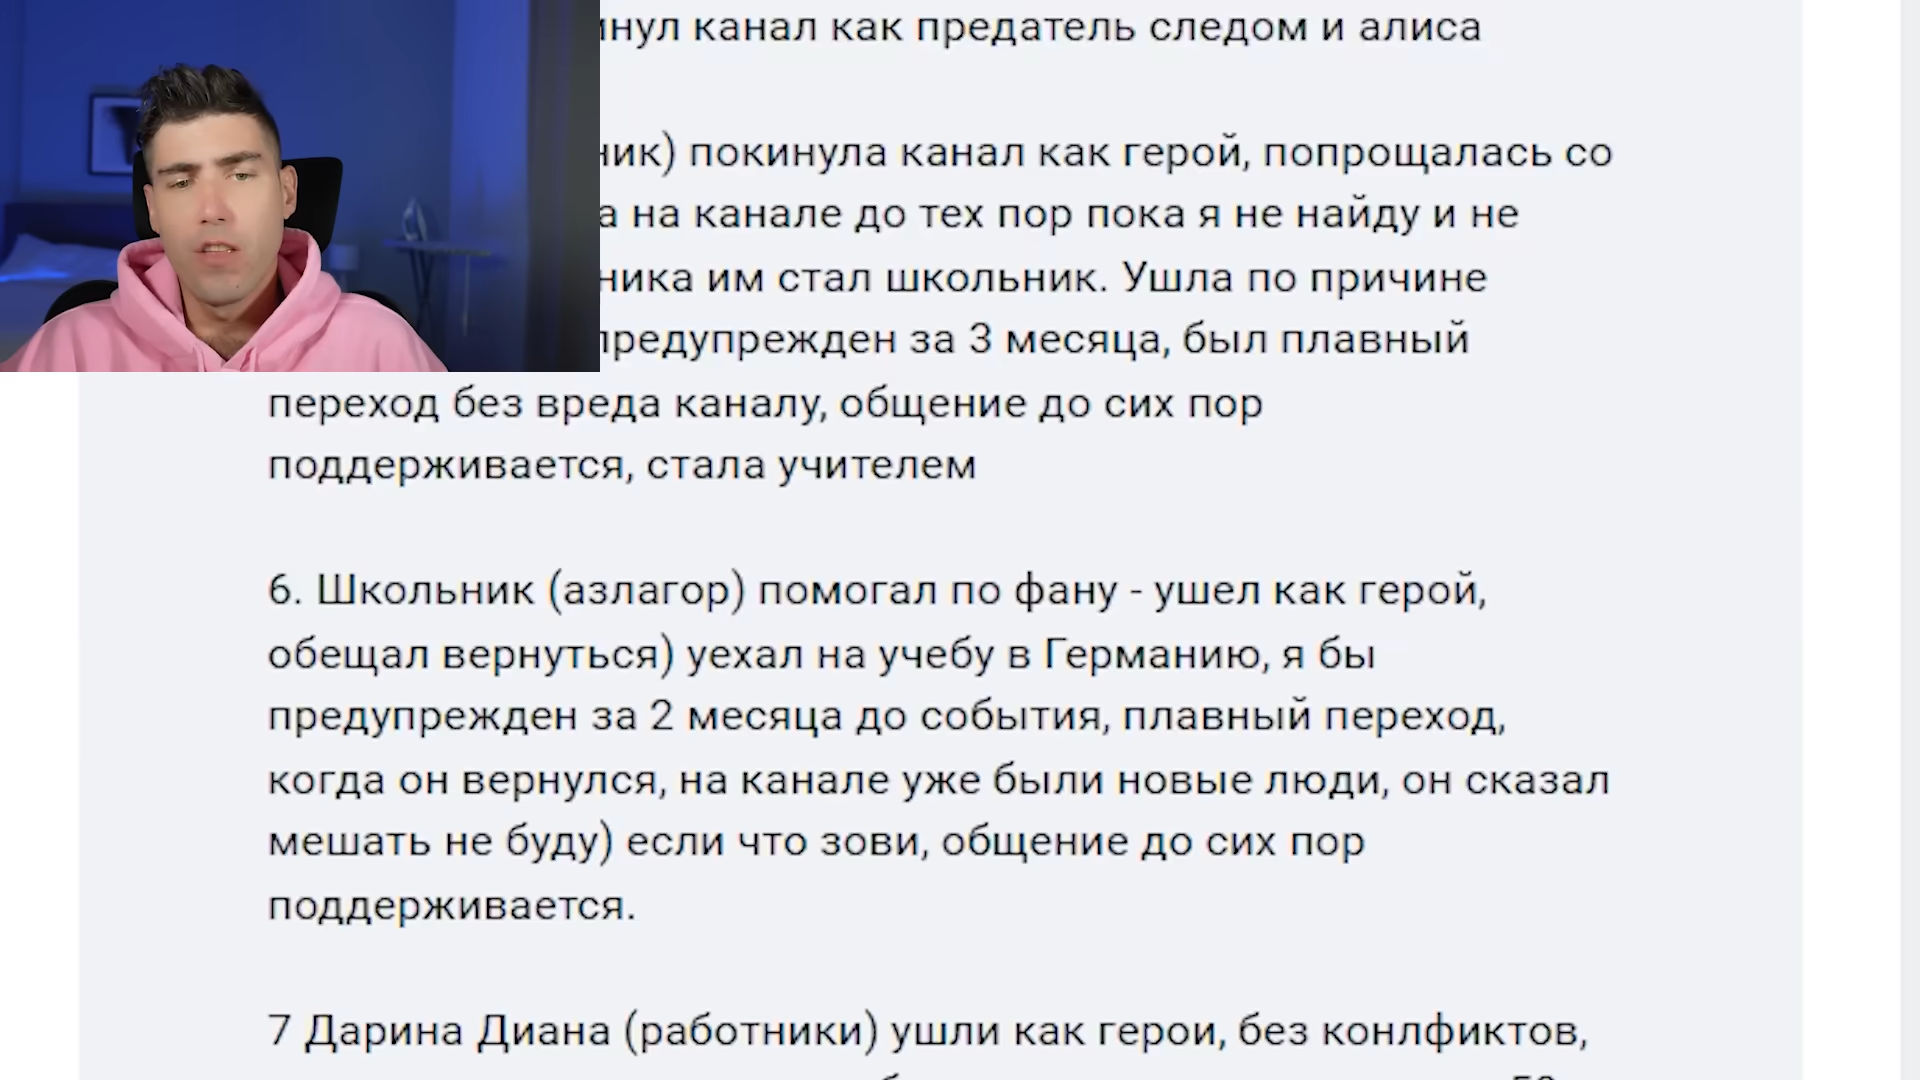 канал как предатель следом и алиса
покинула канал как герой, попрощалась со
на канале до тех пор пока я не найду и не
им стал школьник. Ушла по причине
предупрежден за 3 месяца, был плавный
переход без вреда каналу, общение до сих пор
поддерживается, стала учителем
6. Школьник (азлагор) помогал по фану - ушел как герой,
обещал вернуться) уехал на учебу в Германию, я бы
предупрежден за 2 месяца до события, плавный переход,
когда он вернулся, на канале уже были новые люди, он сказал
мешать не буду) если что зови, общение до сих пор
поддерживается.
7 Дарина Диана (работники) ушли как герои, без конлфиктов,